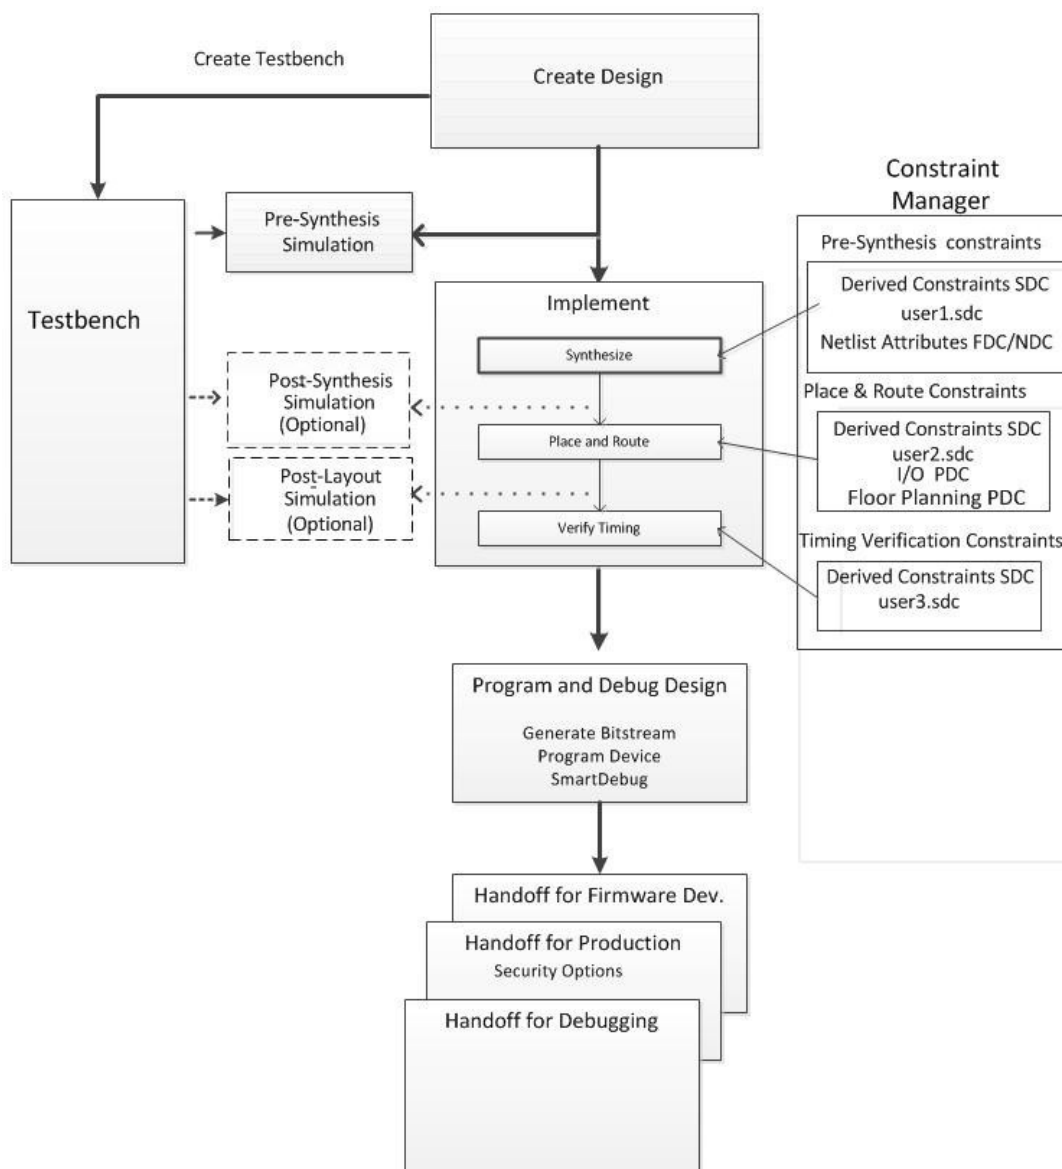 Create Testbench
Create Design
Constraint
Manager
Pre-Synthesis
Simulation
Pre-Synthesis constraints
Derived Constraints SDC
user1.sdc
Netlist Attributes FDC/NDC
Testbench
Implement
Synthesize
Post-Synthesis
Simulation
(Optional)
Place & Route Constraints
Derived Constraints SDC
user2.sdc
I/O PDC
Floor Planning PDC
Place and Route
Post-Layout
Simulation
(Optional)
Verify Timing
Timing Verification Constraints
Derived Constraints SDC
user3.sdc
Program and Debug Design
Generate Bitstream
Program Device
SmartDebug
Handoff for Firmware Dev.
Handoff for Production
Security Options
Handoff for Debugging